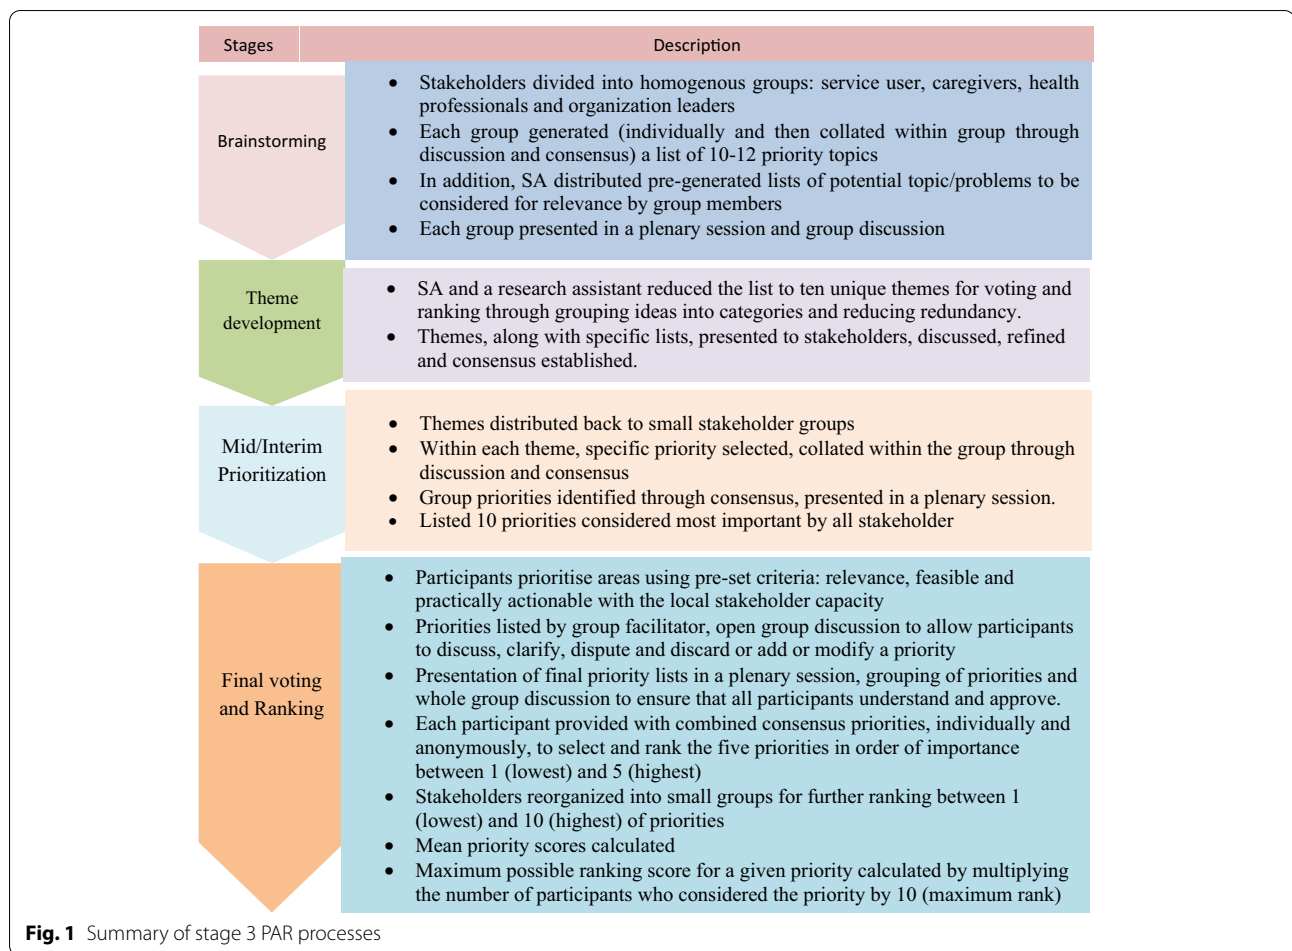 Stages
Description
Brainstorming
• Stakeholders divided into homogenous groups: service user, caregivers, health
professionals and organization leaders
• Each group generated (individually and then collated within group through
discussion and consensus) a list of 10-12 priority topics
• In addition, SA distributed pre-generated lists of potential topic/problems to be
considered for relevance by group members
• Each group presented in a plenary session and group discussion
Theme
development
• SA and a research assistant reduced the list to ten unique themes for voting and
ranking through grouping ideas into categories and reducing redundancy.
• Themes, along with specific lists, presented to stakeholders, discussed, refined
and consensus established.
Mid/Interim
Prioritization
• Themes distributed back to small stakeholder groups
• Within each theme, specific priority selected, collated within the group through
discussion and consensus
• Group priorities identified through consensus, presented in a plenary session.
• Listed 10 priorities considered most important by all stakeholder
Final voting
and Ranking
• Participants prioritise areas using pre-set criteria: relevance, feasible and
practically actionable with the local stakeholder capacity
• Priorities listed by group facilitator, open group discussion to allow participants
to discuss, clarify, dispute and discard or add or modify a priority
• Presentation of final priority lists in a plenary session, grouping of priorities and
whole group discussion to ensure that all participants understand and approve.
• Each participant provided with combined consensus priorities, individually and
anonymously, to select and rank the five priorities in order of importance
between 1 (lowest) and 5 (highest)
• Stakeholders reorganized into small groups for further ranking between 1
(lowest) and 10 (highest) of priorities
• Mean priority scores calculated
• Maximum possible ranking score for a given priority calculated by multiplying
the number of participants who considered the priority by 10 (maximum rank)
Fig. 1 Summary of stage 3 PAR processes